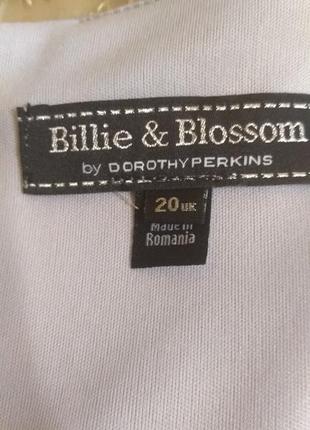 Billie & Blossom
by DOROTHYPERKINS
20 UK
Made in
Romania